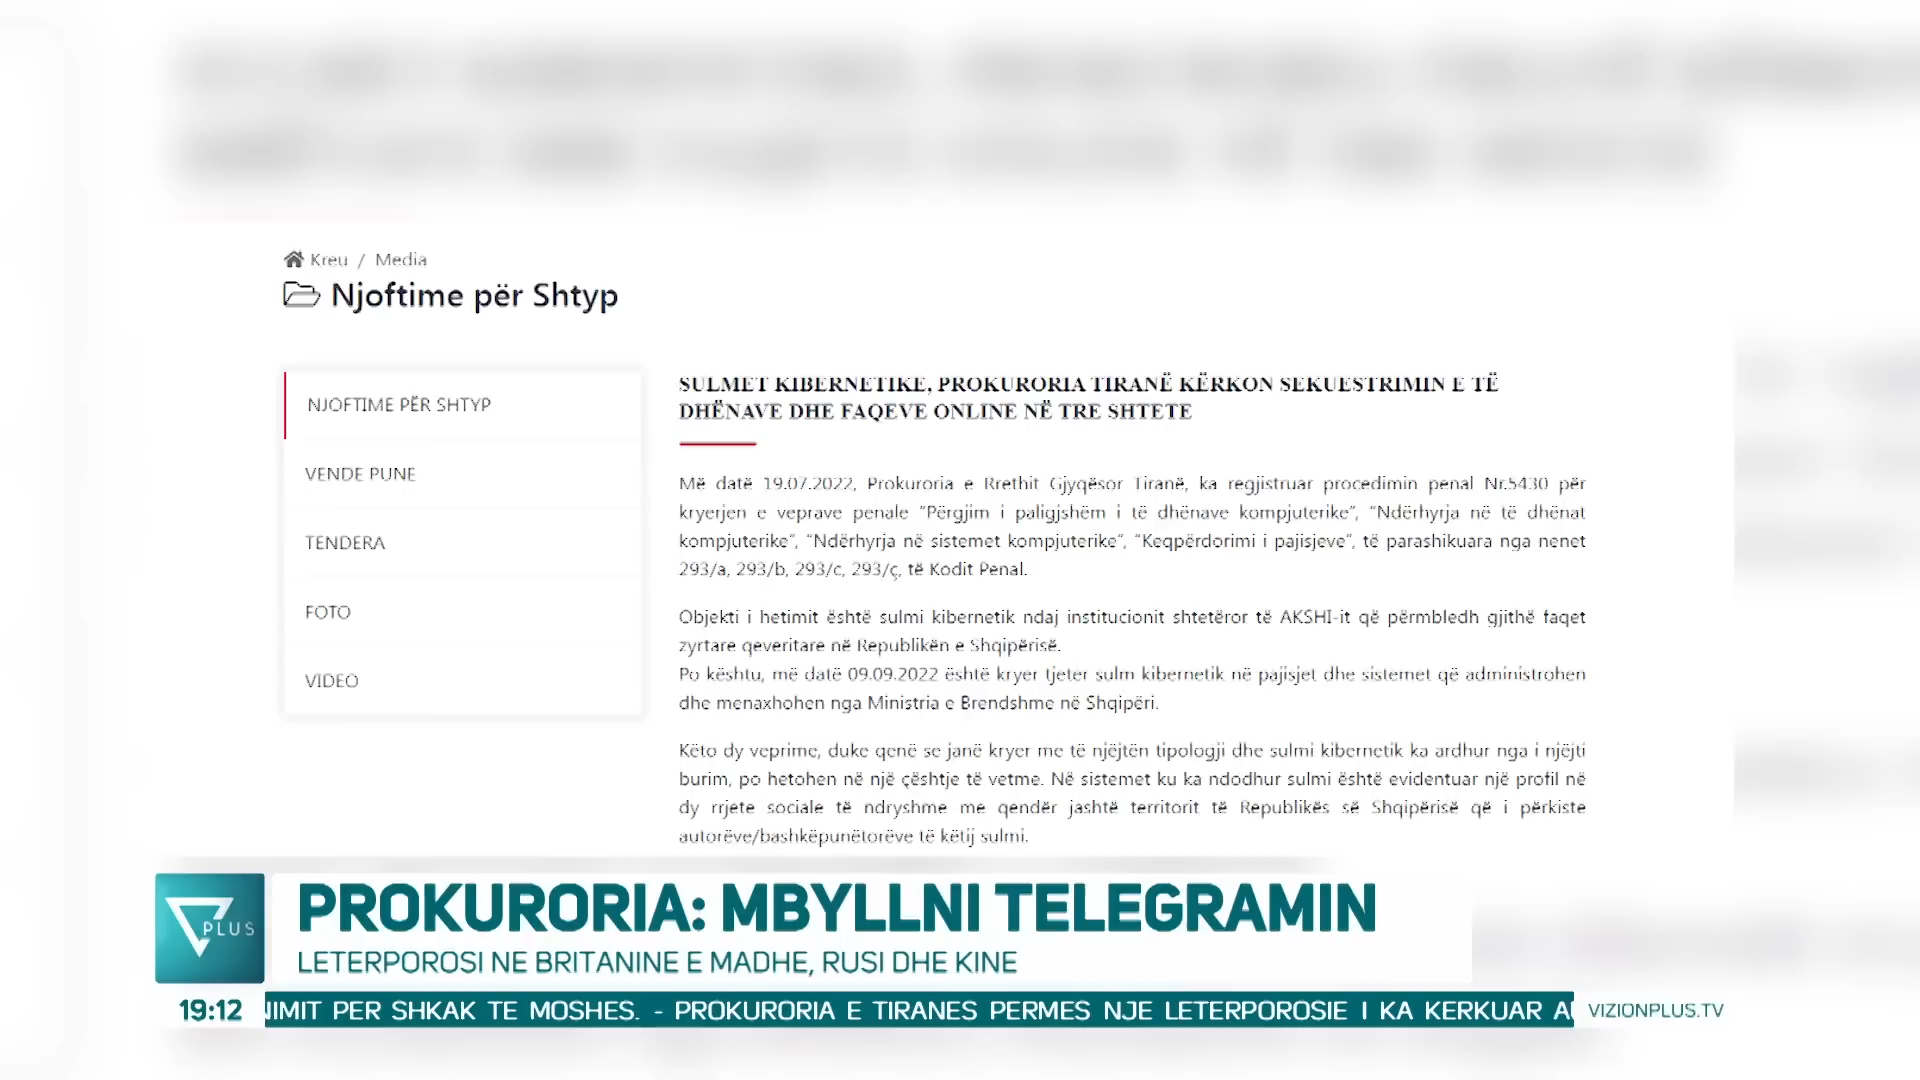 Kreu / Media
Njoftime për Shtyp
NJOFTIME PËR SHTYP
VENDE PUNE
TENDERA
FOTO
VIDEO
SULMET KIBERNETIKE, PROKURORIA TIRANË KËRKON SEKUESTRIMIN E TË
DHËNAVE DHE FAQEVE ONLINE NË TRE SHTETE
Më datë 19.07.2022, Prokuroria e Rrethit Gjyqësor Tiranë, ka regjistruar procedimin penal Nr.5430 për
kryerjen e veprave penale “Përgjim i paligjshëm i të dhënave kompjuterike”, “Ndërhyrja në të dhënat
kompjuterike”, “Ndërhyrja në sistemet kompjuterike”, “Keqpërdorimi i pajisjeve”, të parashikuara nga nenet
293/a, 293/b, 293/c, 293/ç, të Kodit Penal.
Objekti i hetimit është sulmi kibernetik ndaj institucionit shtetëror të AKSHI-it që përmbledh gjithë faqet
zyrtare qeveritare në Republikën e Shqipërisë.
Po kështu, më datë 09.09.2022 është kryer tjeter sulm kibernetik në pajisjet dhe sistemet që administrohen
dhe menaxhohen nga Ministria e Brendshme në Shqipëri.
Këto dy veprime, duke qenë se janë kryer me të njëjtën tipologji dhe sulmi kibernetik ka ardhur nga i njëjti
burim, po hetohen në një çështje të vetme. Në sistemet ku ka ndodhur sulmi është evidentuar një profil në
dy rrjete sociale të ndryshme me qendër jashtë territorit të Republikës së Shqipërisë që i përkiste
autorëve/bashkëpunëtorëve të këtij sulmi.
PLUS
PROKURORIA: MBYLLNI TELEGRAMIN
LETERPOROSI NE BRITANINE E MADHE, RUSI DHE KINE
19:12
NIMIT PER SHKAK TE MOSHES. - PROKURORIA E TIRANES PERMES NJE LETERPOROSIE I KA KERKUAR
VIZIONPLUS.TV